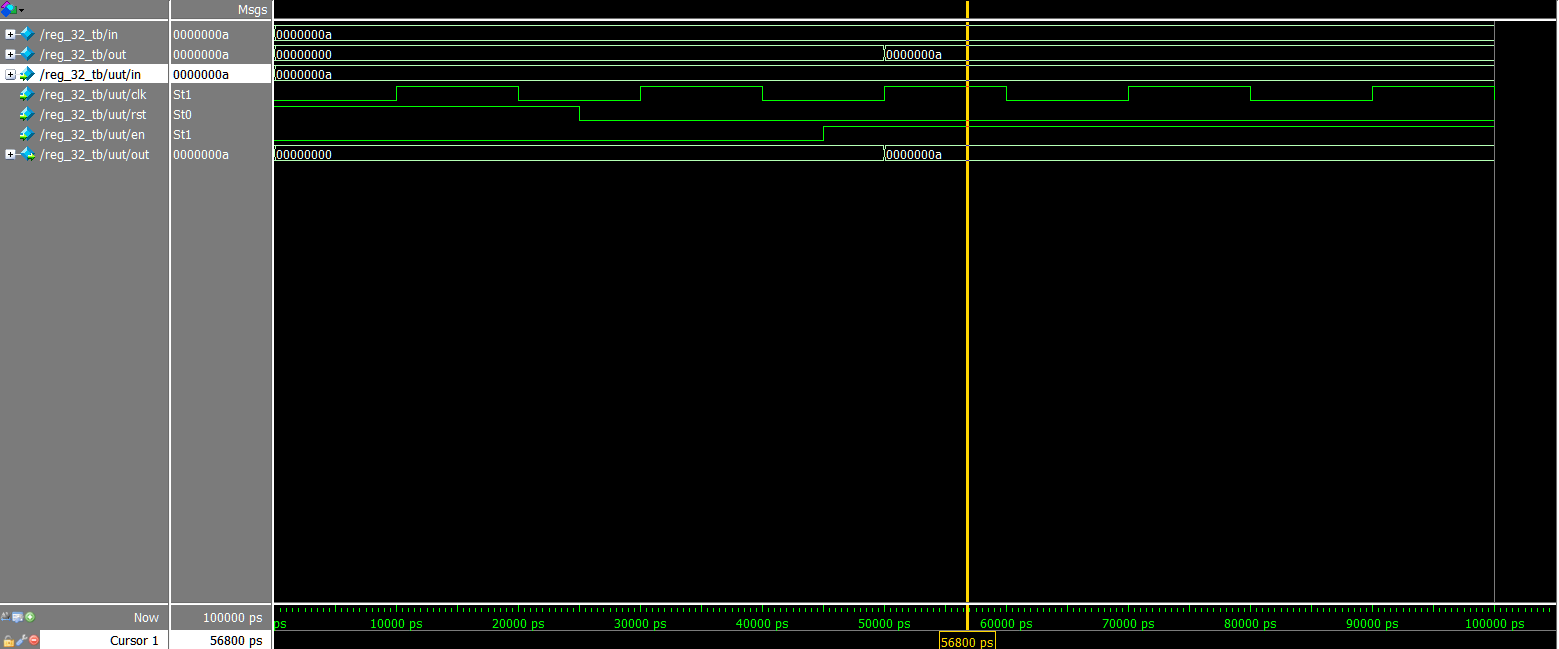 Msgs
/reg_32_tb/in 0000000a 0000000a
/reg_32_tb/out 0000000a 00000000 0000000a
/reg_32_tb/uut/in 0000000a 0000000a
/reg_32_tb/uut/clk St1
/reg_32_tb/uut/rst St0
/reg_32_tb/uut/en St1
/reg_32_tb/uut/out 0000000a 00000000 0000000a
Now 100000 ps ps 10000 ps 20000 ps 30000 ps 40000 ps 50000 ps 60000 ps 70000 ps 80000 ps 90000 ps 100000 ps
Cursor 1 56800 ps 56800 ps